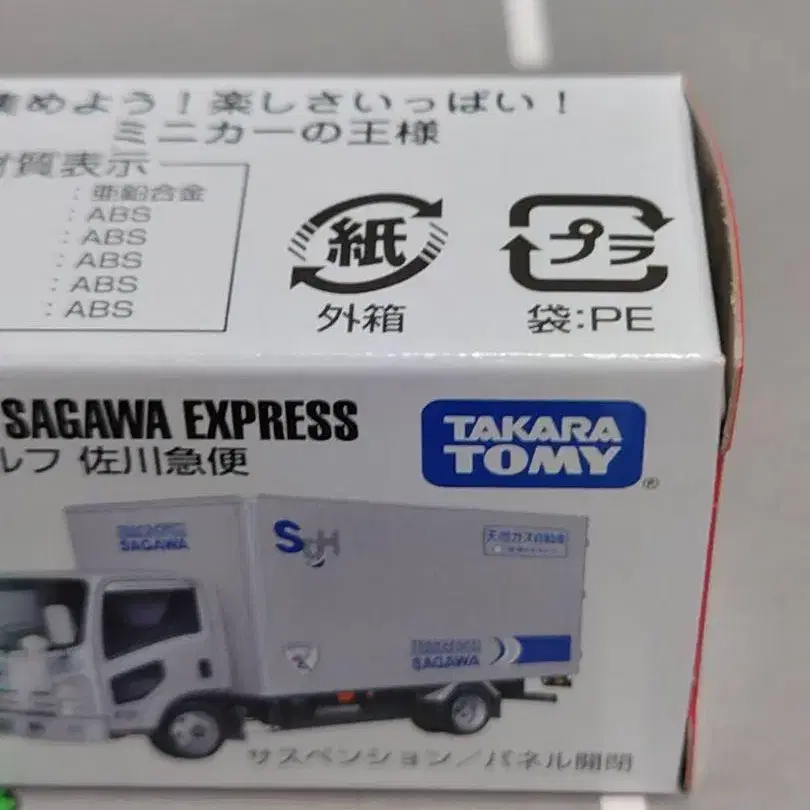 集めよう！楽しさいっぱい！
ミニカーの王様
材質表示
：亜鉛合金
：ABS
：ABS
：ABS
：ABS
：ABS
紙
外箱
プラ
袋：PE
SAGAWA EXPRESS
ルフ 佐川急便
TAKARA
TOMY
®
SAGAWA
SGH
天然ガス自動車
SAGAWA
サスペンション／パネル開閉